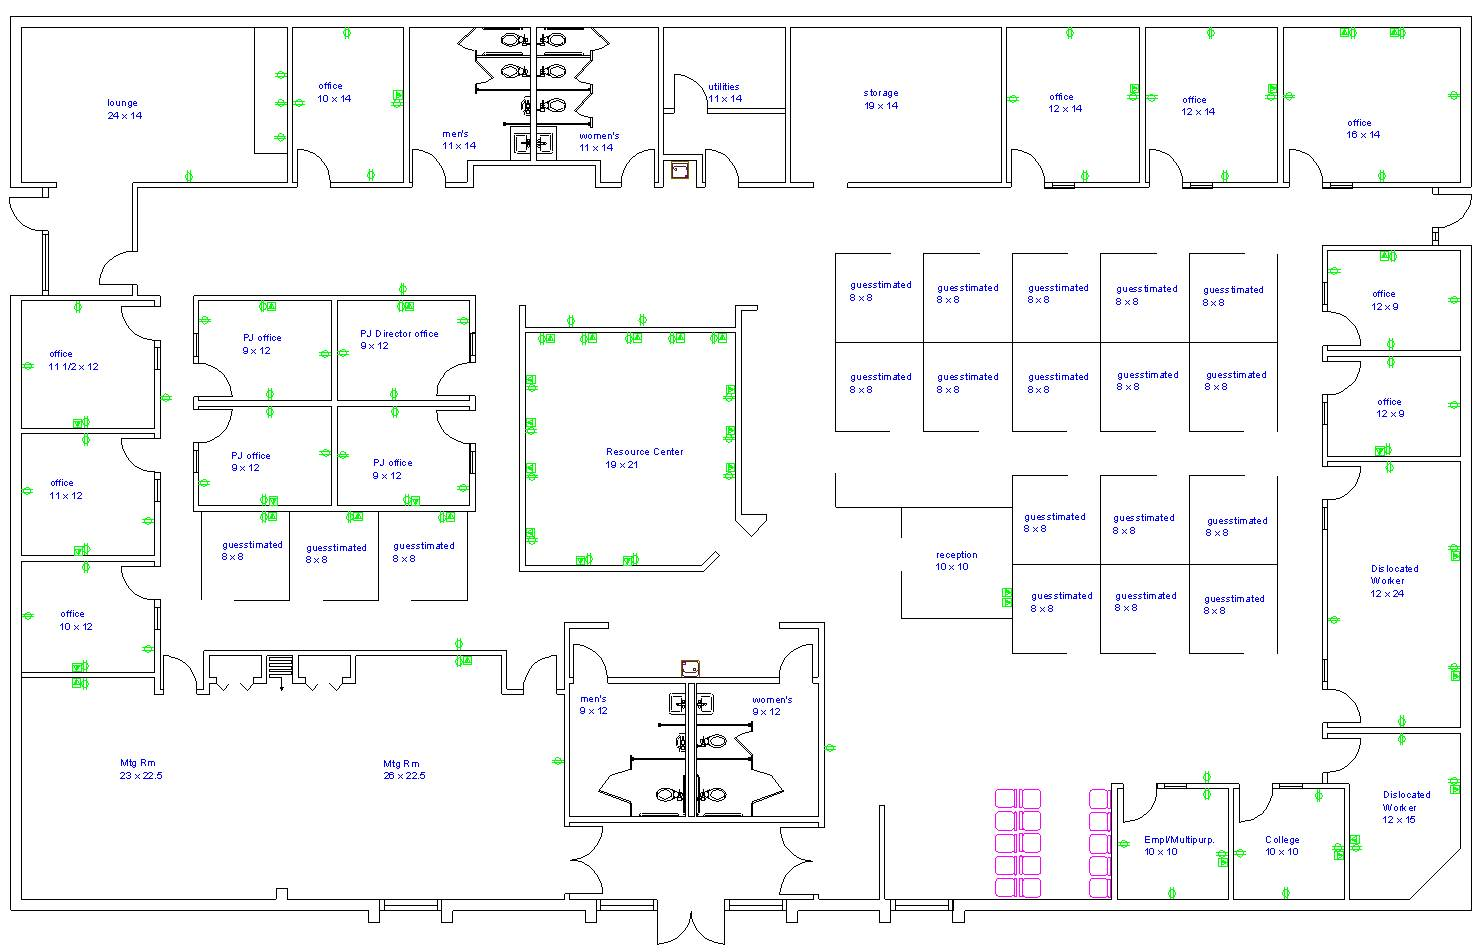 lounge
24 x 14
office
10 x 14
men's
11 x 14
women's
11 x 14
utilities
11 x 14
storage
19 x 14
office
12 x 14
office
12 x 14
office
16 x 14
office
11 1/2 x 12
PJ office
9 x 12
PJ Director office
9 x 12
guesstimated
8 x 8
guesstimated
8 x 8
guesstimated
8 x 8
guesstimated
8 x 8
guesstimated
8 x 8
office
12 x 9
guesstimated
8 x 8
guesstimated
8 x 8
guesstimated
8 x 8
guesstimated
8 x 8
guesstimated
8 x 8
office
12 x 9
office
11 x 12
PJ office
9 x 12
PJ office
9 x 12
Resource Center
19 x 21
guesstimated
8 x 8
guesstimated
8 x 8
guesstimated
8 x 8
guesstimated
8 x 8
guesstimated
8 x 8
guesstimated
8 x 8
reception
10 x 10
Dislocated
Worker
12 x 24
office
10 x 12
guesstimated
8 x 8
guesstimated
8 x 8
guesstimated
8 x 8
men's
9 x 12
women's
9 x 12
Mtg Rm
23 x 22.5
Mtg Rm
26 x 22.5
Dislocated
Worker
12 x 15
Empl/Multipurp.
10 x 10
College
10 x 10